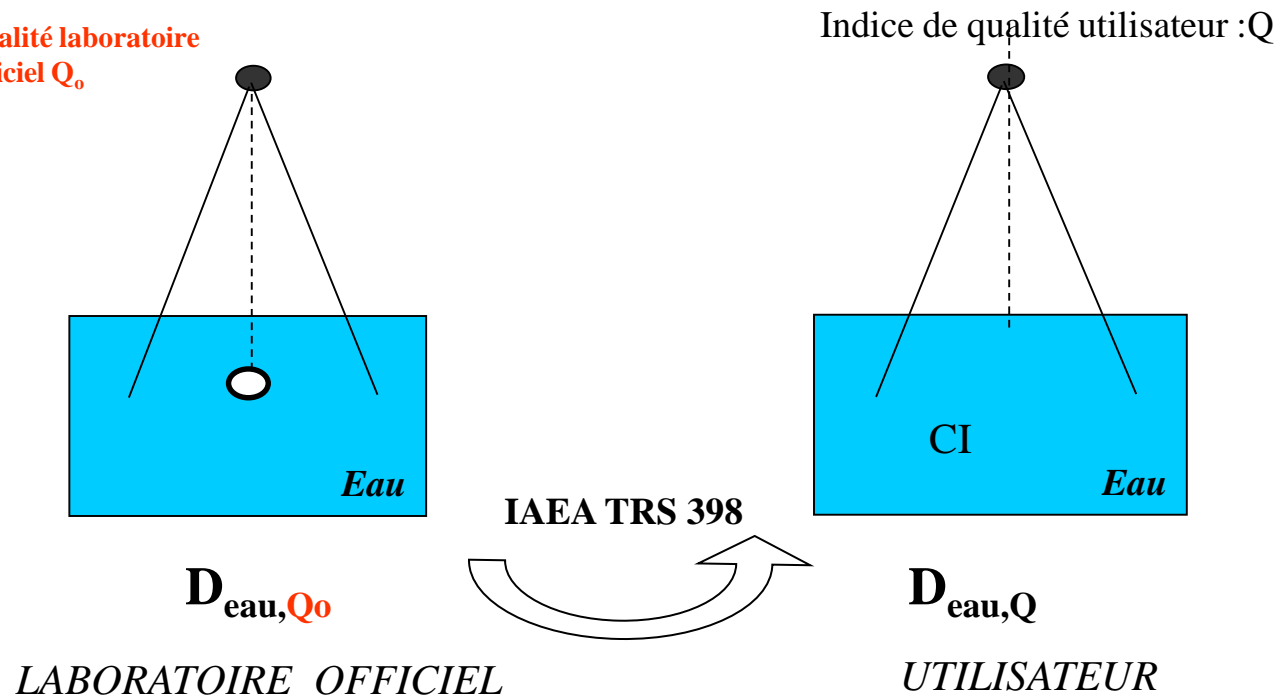 alité laboratoire
iciel Qo
Indice de qualité utilisateur :Q
Eau
CI
Eau
IAEA TRS 398
Deau,Qo
Deau,Q
LABORATOIRE OFFICIEL
UTILISATEUR